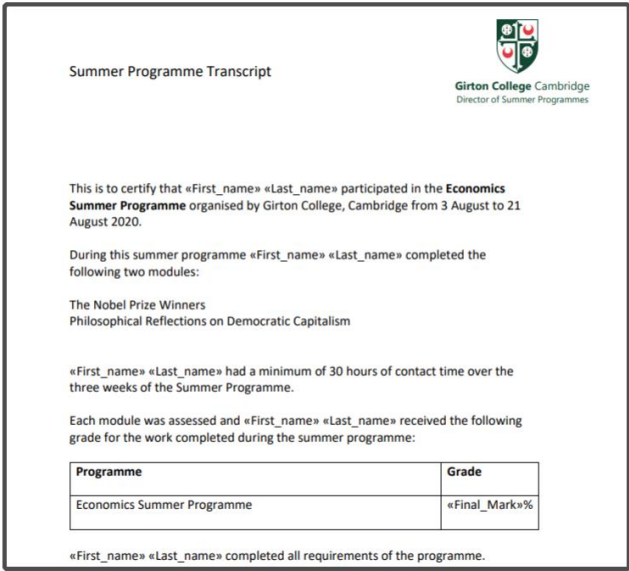 Summer Programme Transcript
Girton College Cambridge
Director of Summer Programmes
This is to certify that «First_name» «Last_name» participated in the Economics
Summer Programme organised by Girton College, Cambridge from 3 August to 21
August 2020.
During this summer programme «First_name» «Last_name» completed the
following two modules:
The Nobel Prize Winners
Philosophical Reflections on Democratic Capitalism
«First_name» «Last_name» had a minimum of 30 hours of contact time over the
three weeks of the Summer Programme.
Each module was assessed and «First_name» «Last_name» received the following
grade for the work completed during the summer programme:
Programme Grade
Economics Summer Programme «Final_Mark»%
«First_name» «Last_name» completed all requirements of the programme.